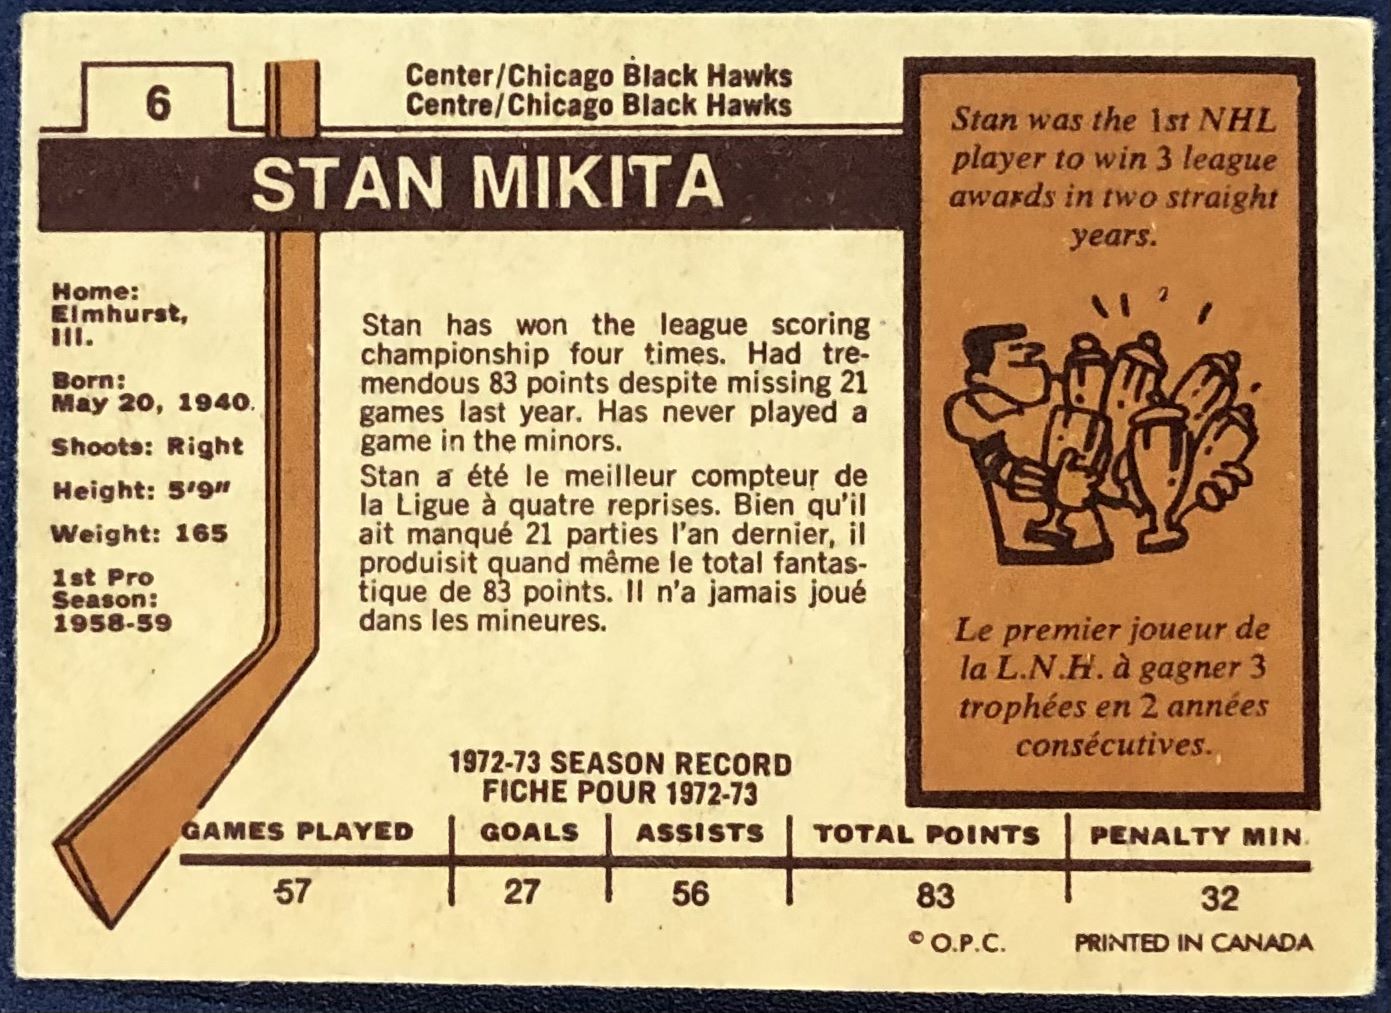 6
Center/Chicago Black Hawks
Centre/Chicago Black Hawks
STAN MIKITA
Home:
Elmhurst,
Ill.
Born:
May 20, 1940.
Shoots: Right
Height: 5'9"
Weight: 165
1st Pro
Season:
1958-59
Stan has won the league scoring
championship four times. Had tre-
mendous 83 points despite missing 21
games last year. Has never played a
game in the minors.
Stan a été le meilleur compteur de
la Ligue à quatre reprises. Bien qu'il
ait manqué 21 parties l'an dernier, il
produisit quand même le total fantas-
tique de 83 points. Il n'a jamais joué
dans les mineures.
Stan was the 1st NHL
player to win 3 league
awards in two straight
years.
Le premier joueur de
la L.N.H. à gagner 3
trophées en 2 années
consécutives.
1972-73 SEASON RECORD
FICHE POUR 1972-73
GAMES PLAYED GOALS ASSISTS TOTAL POINTS PENALTY MIN.
57 27 56 83 32
© O.P.C. PRINTED IN CANADA